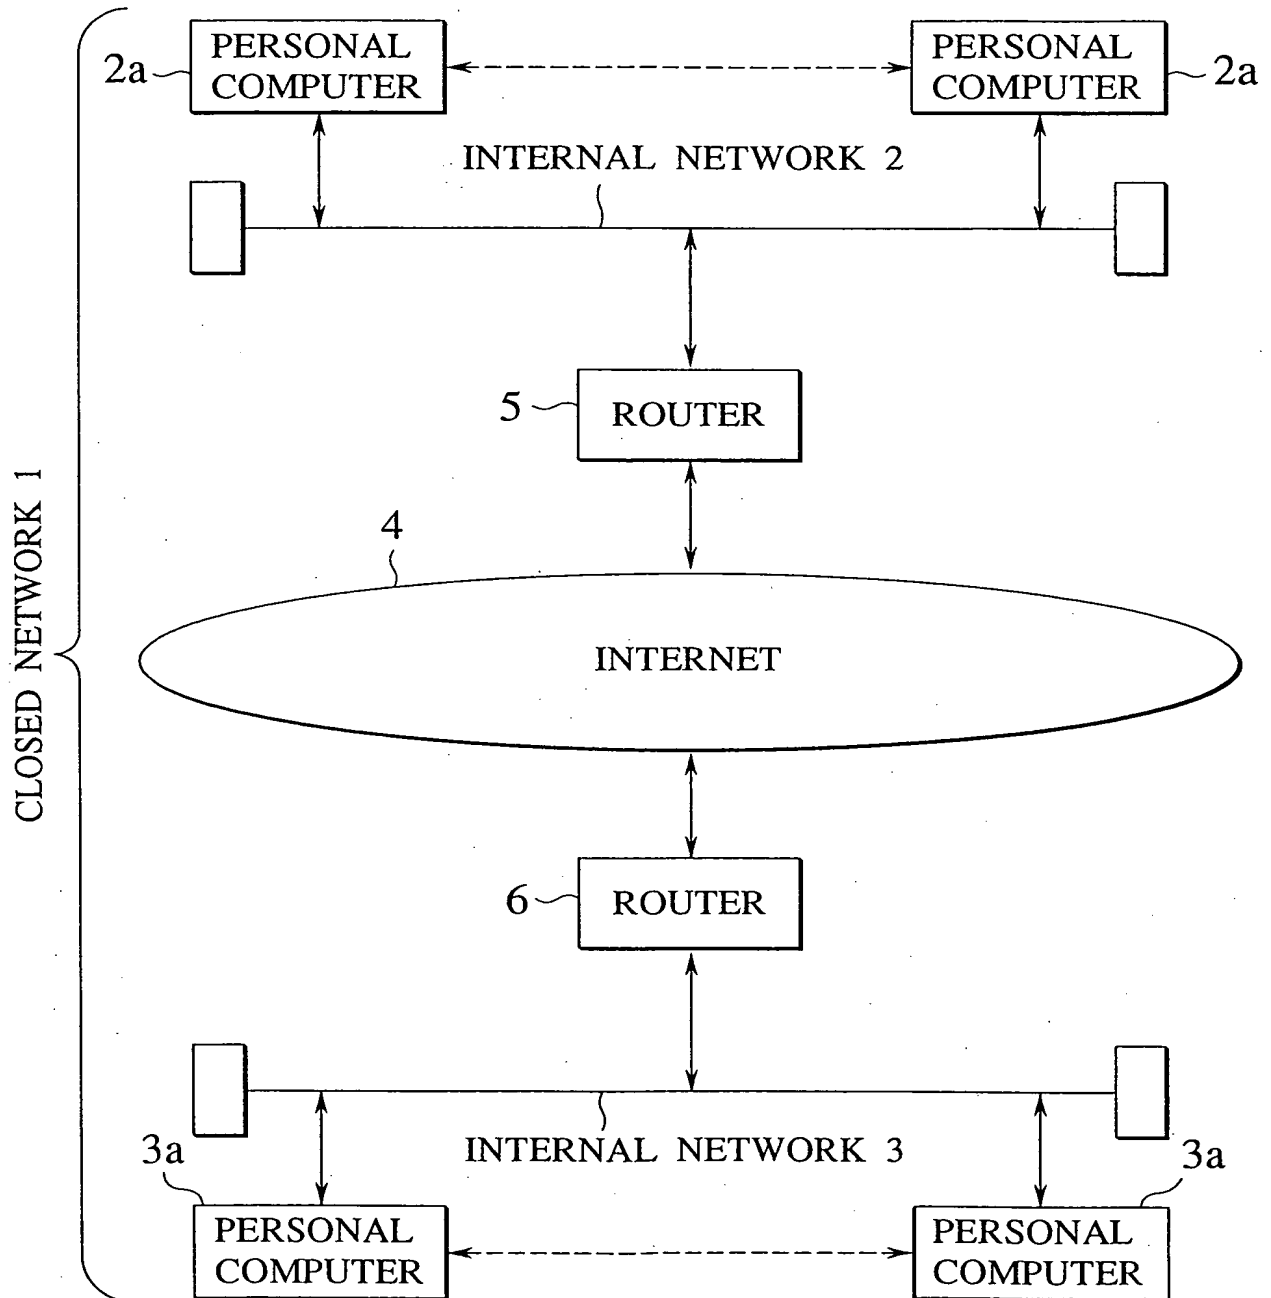 PERSONAL
COMPUTER
2a
PERSONAL
COMPUTER
2a
INTERNAL NETWORK 2
5
ROUTER
CLOSED NETWORK 1
4
INTERNET
6
ROUTER
INTERNAL NETWORK 3
3a
PERSONAL
COMPUTER
3a
PERSONAL
COMPUTER